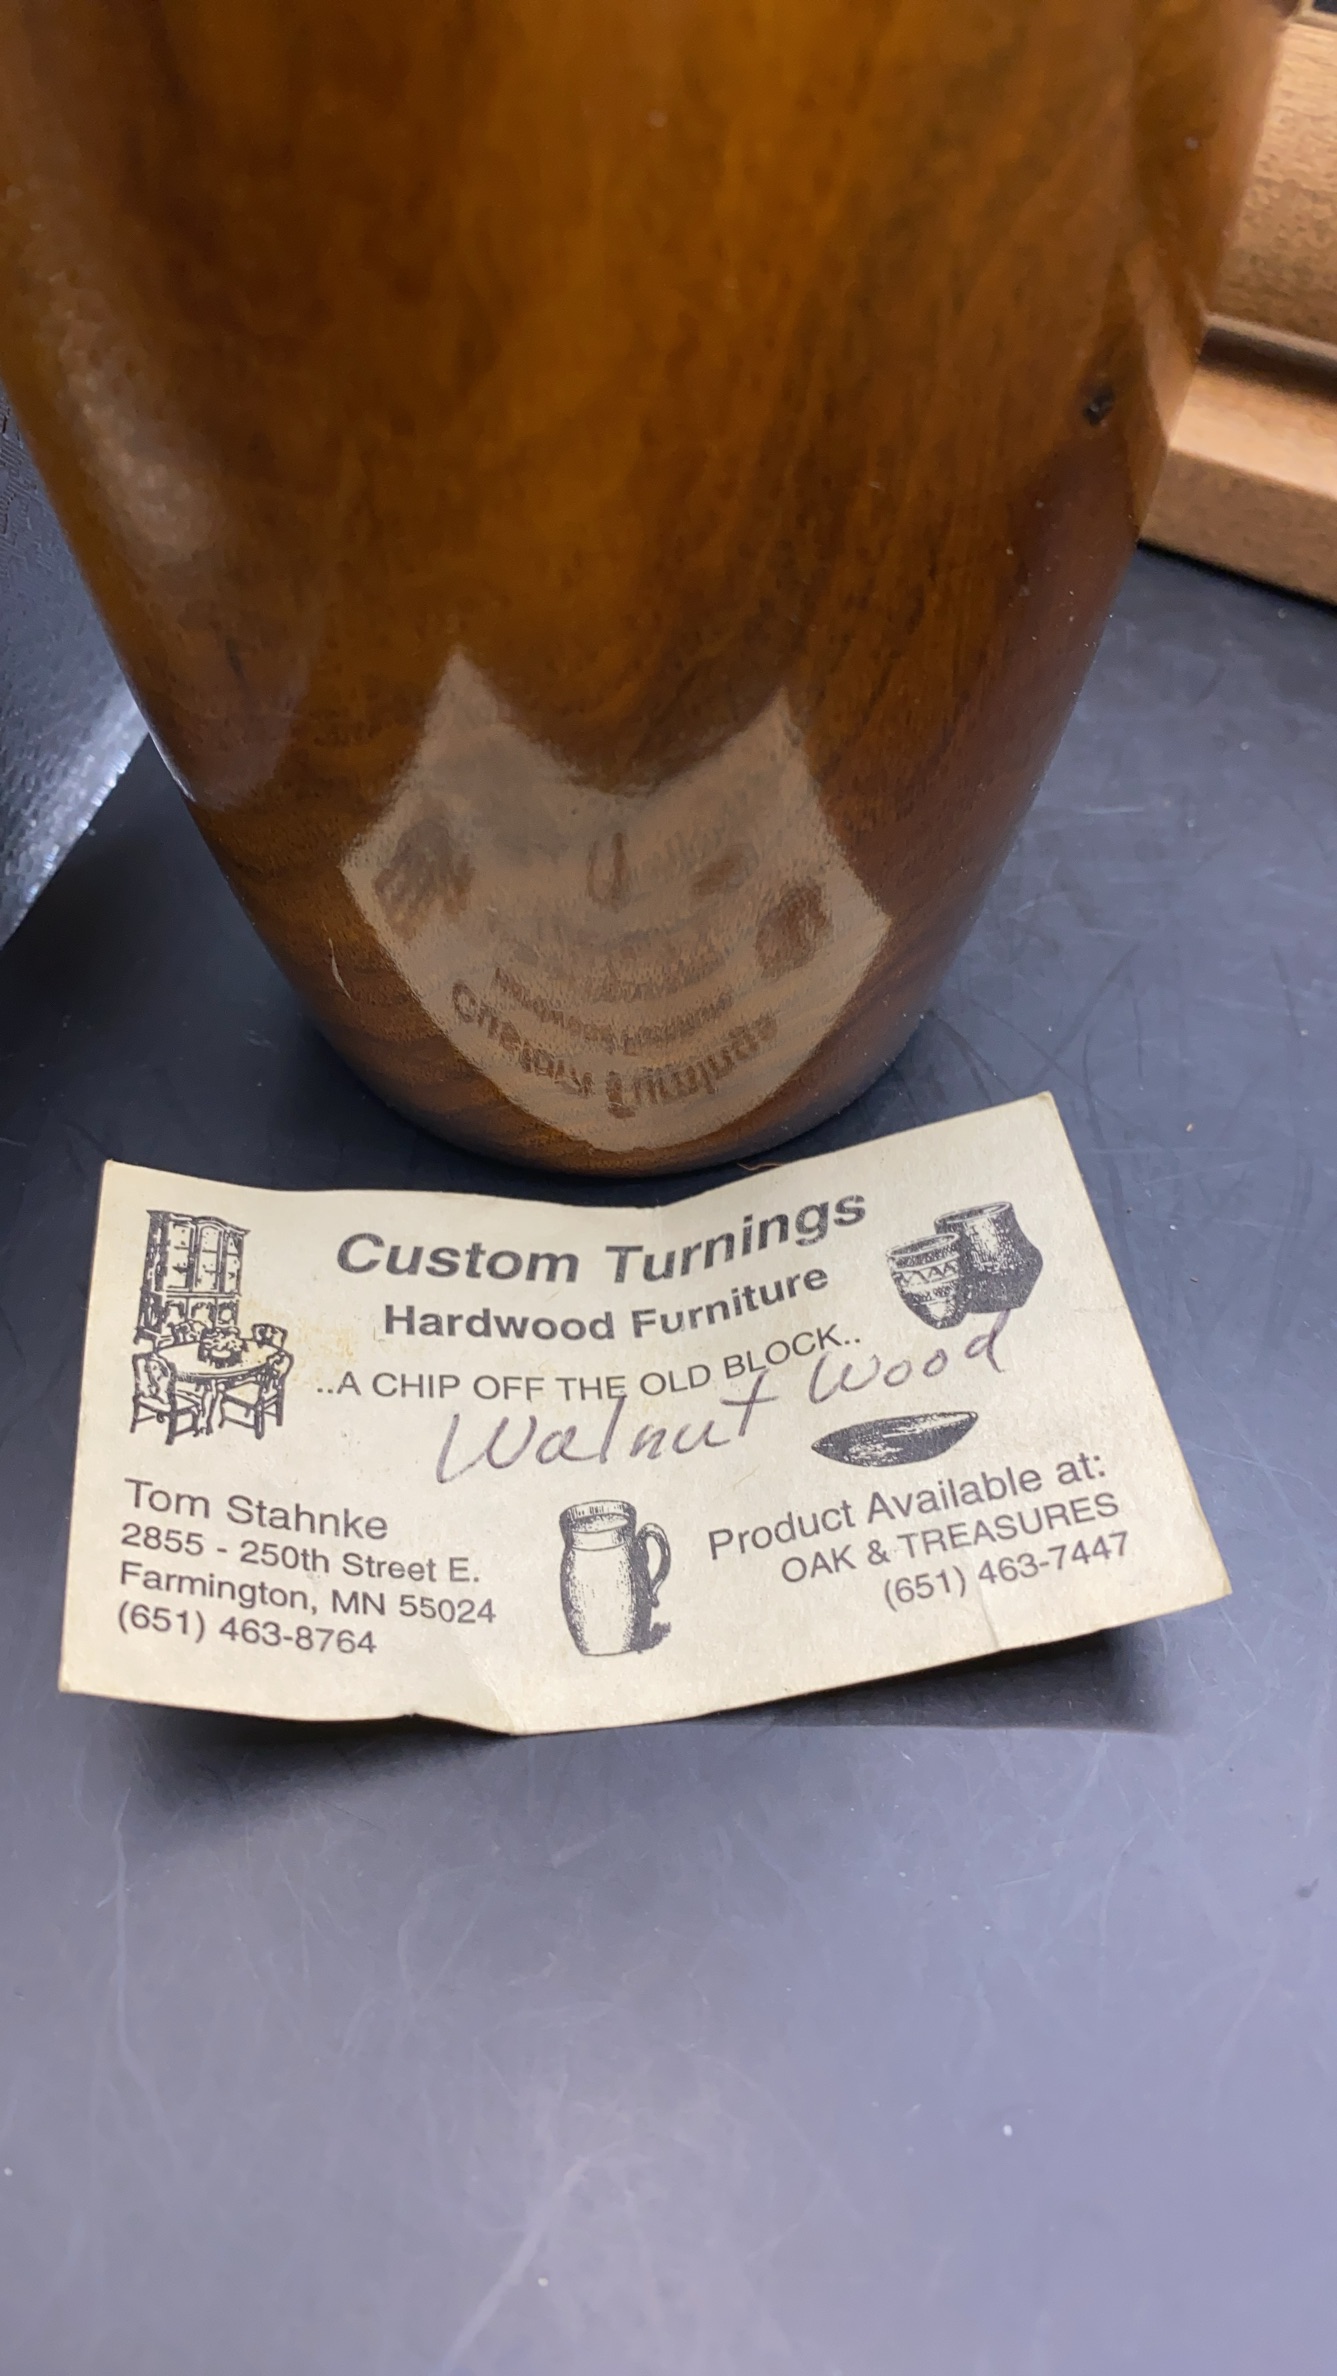 Custom Turnings
Hardwood Furniture
..A CHIP OFF THE OLD BLOCK..
Walnut Wood
Tom Stahnke
2855 - 250th Street E.
Farmington, MN 55024
(651) 463-8764
Product Available at:
OAK & TREASURES
(651) 463-7447